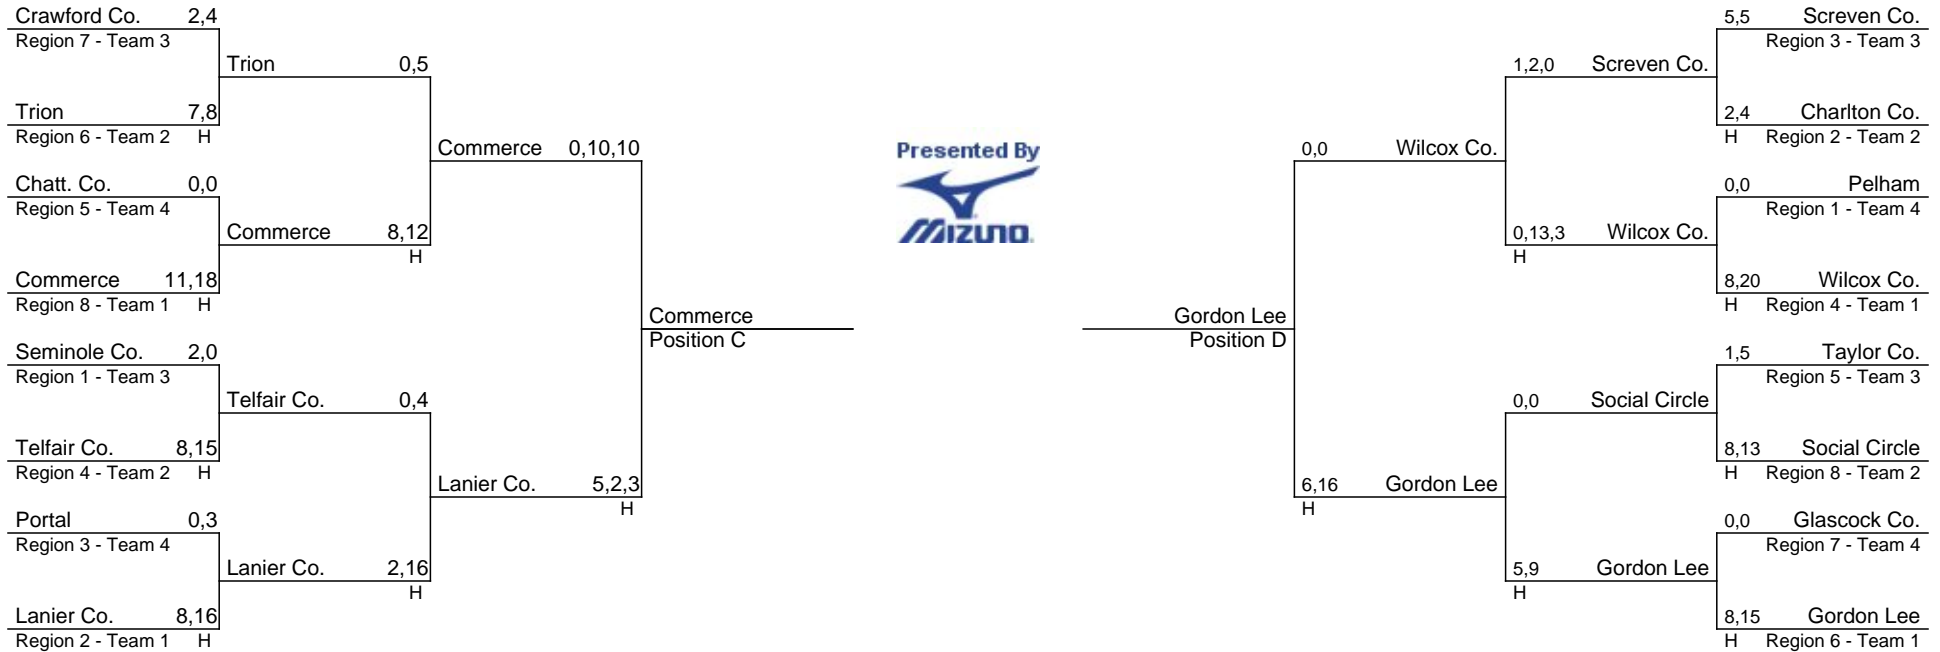 Crawford Co. 2,4
Region 7 - Team 3
Trion 0,5
Trion 7,8
Region 6 - Team 2 H
Commerce 0,10,10
Chatt. Co. 0,0
Region 5 - Team 4
Commerce 8,12
H
Commerce 11,18
Region 8 - Team 1 H
Commerce
Position C
Seminole Co. 2,0
Region 1 - Team 3
Telfair Co. 0,4
Telfair Co. 8,15
Region 4 - Team 2 H
Lanier Co. 5,2,3
H
Portal 0,3
Region 3 - Team 4
Lanier Co. 2,16
H
Lanier Co. 8,16
Region 2 - Team 1 H
Presented By
MIZUNO
5,5 Screven Co.
Region 3 - Team 3
1,2,0 Screven Co.
2,4 Charlton Co.
H Region 2 - Team 2
0,0 Wilcox Co.
0,0 Pelham
Region 1 - Team 4
0,13,3 Wilcox Co.
H
8,20 Wilcox Co.
H Region 4 - Team 1
Gordon Lee
Position D
1,5 Taylor Co.
Region 5 - Team 3
0,0 Social Circle
8,13 Social Circle
H Region 8 - Team 2
6,16 Gordon Lee
H
0,0 Glascock Co.
Region 7 - Team 4
5,9 Gordon Lee
H
8,15 Gordon Lee
H Region 6 - Team 1